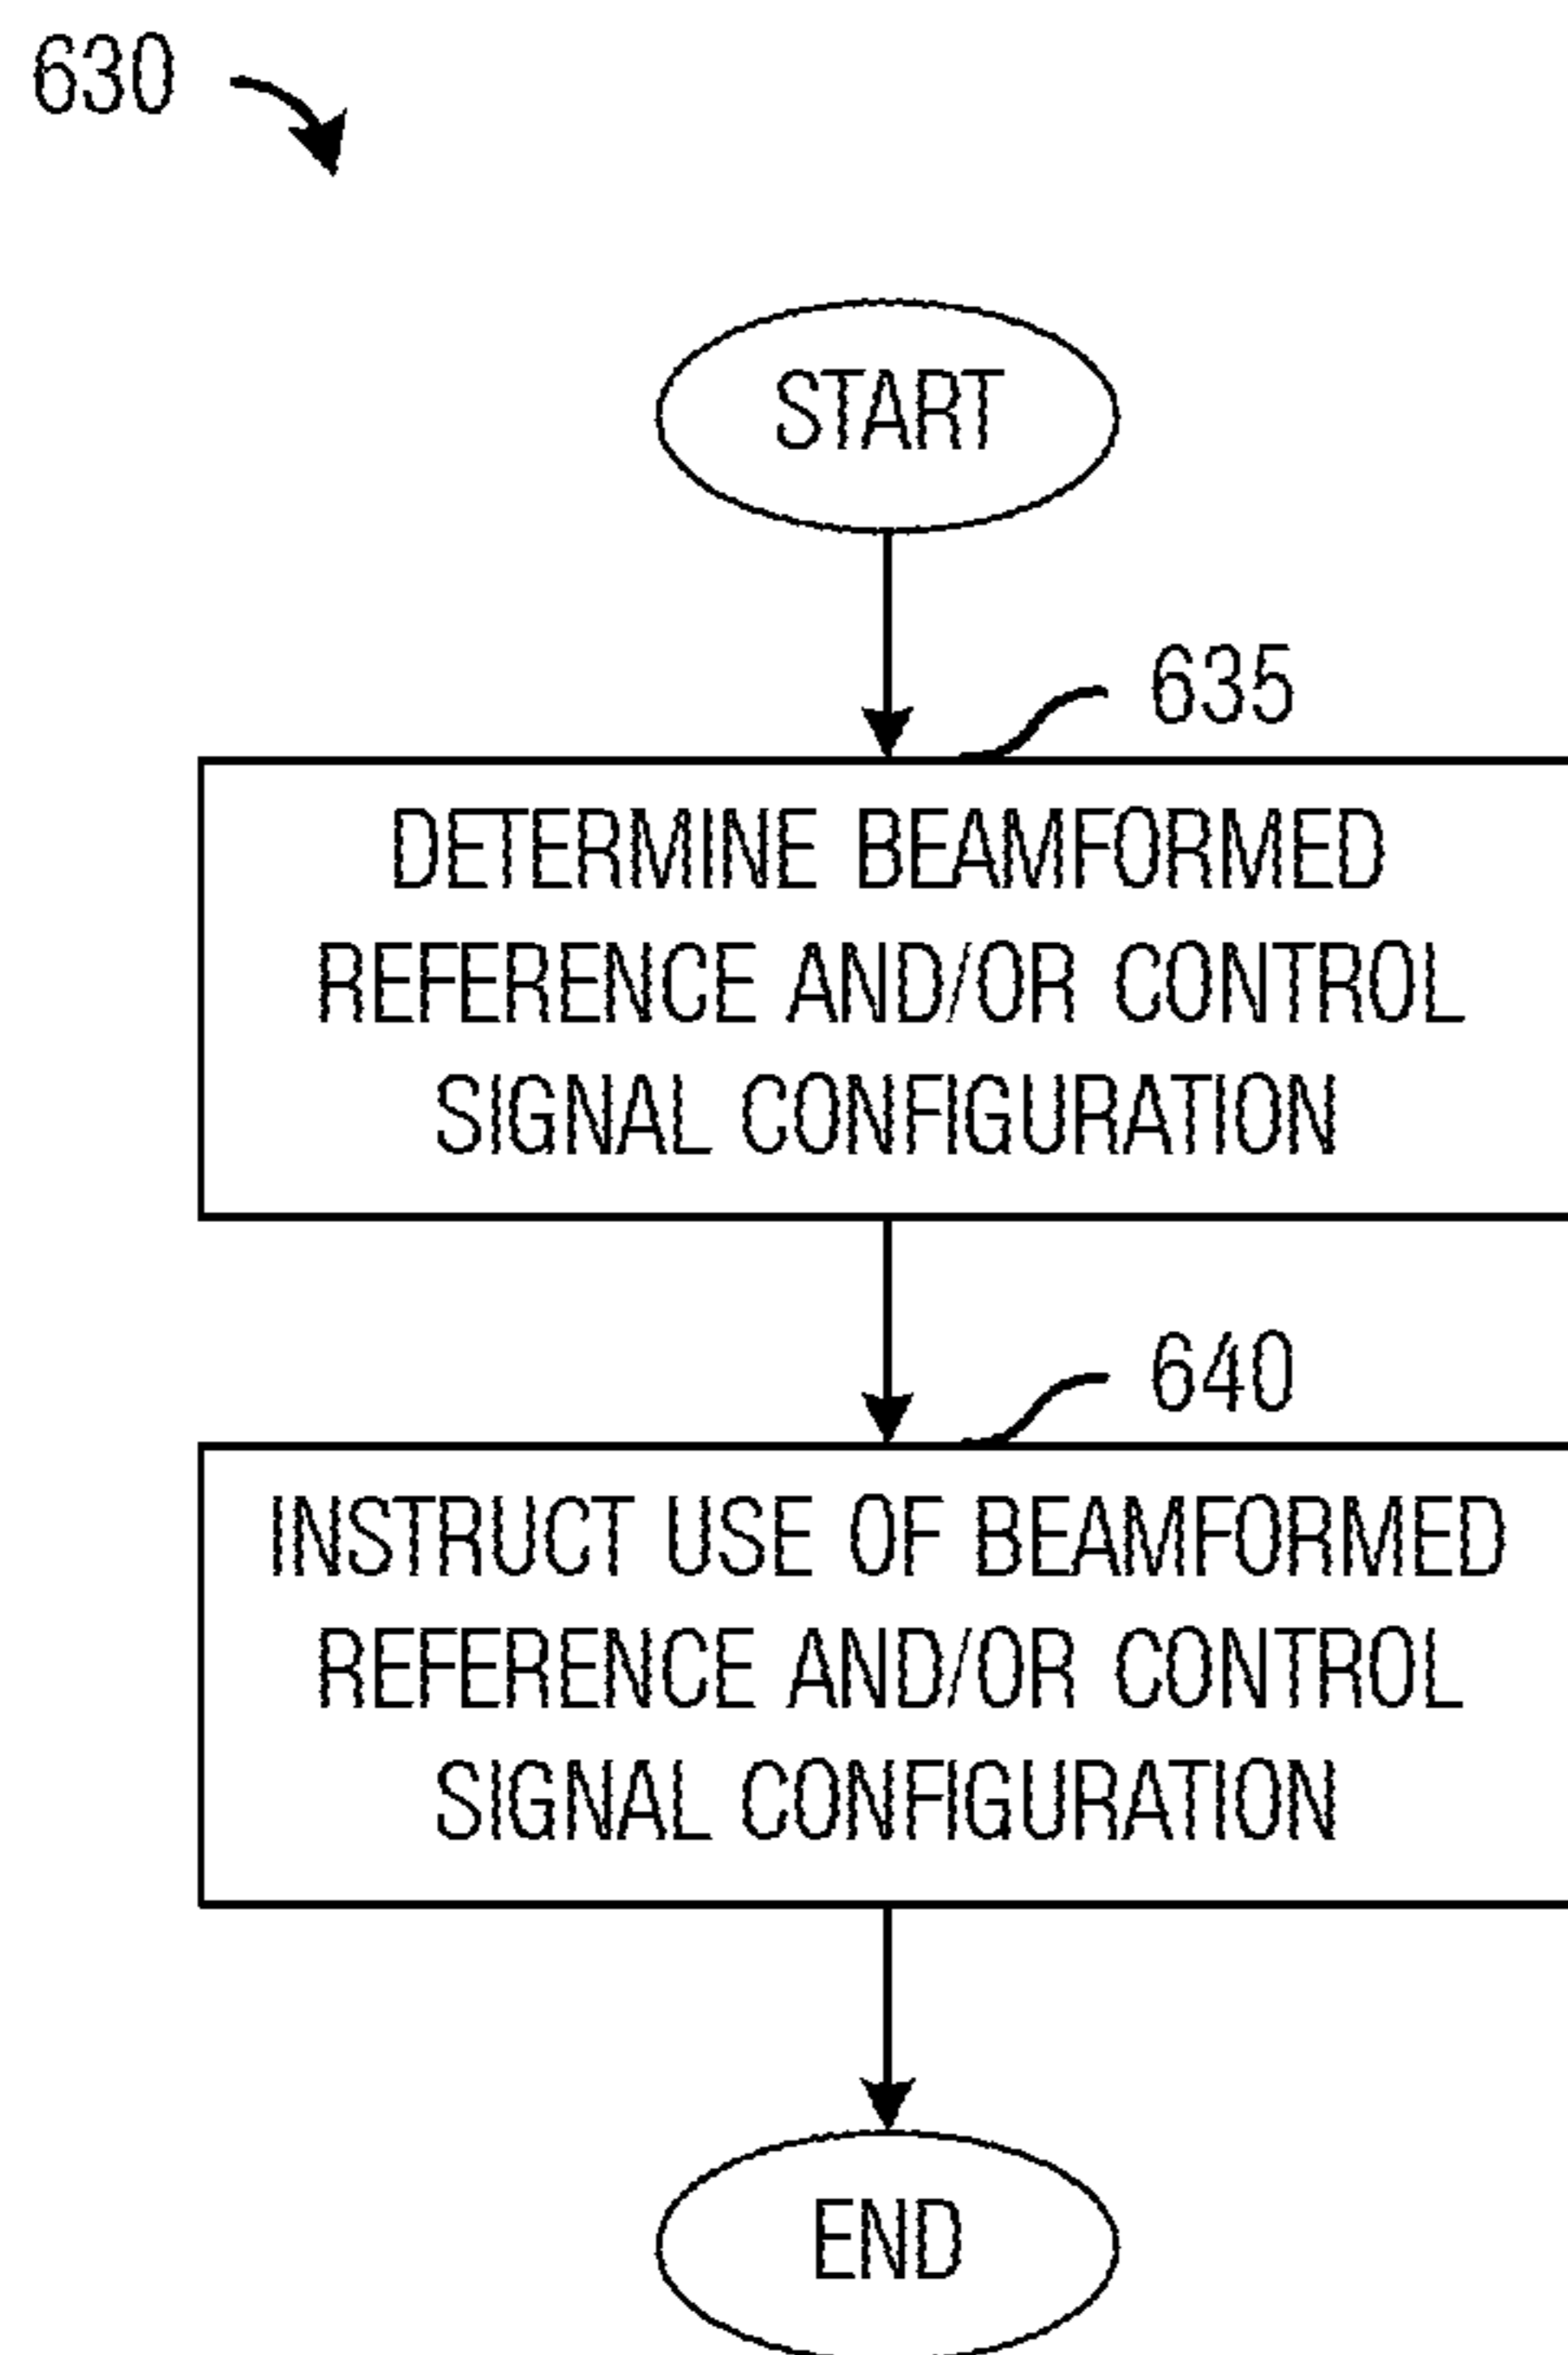 630
START
635
DETERMINE BEAMFORMED
REFERENCE AND/OR CONTROL
SIGNAL CONFIGURATION
640
INSTRUCT USE OF BEAMFORMED
REFERENCE AND/OR CONTROL
SIGNAL CONFIGURATION
END